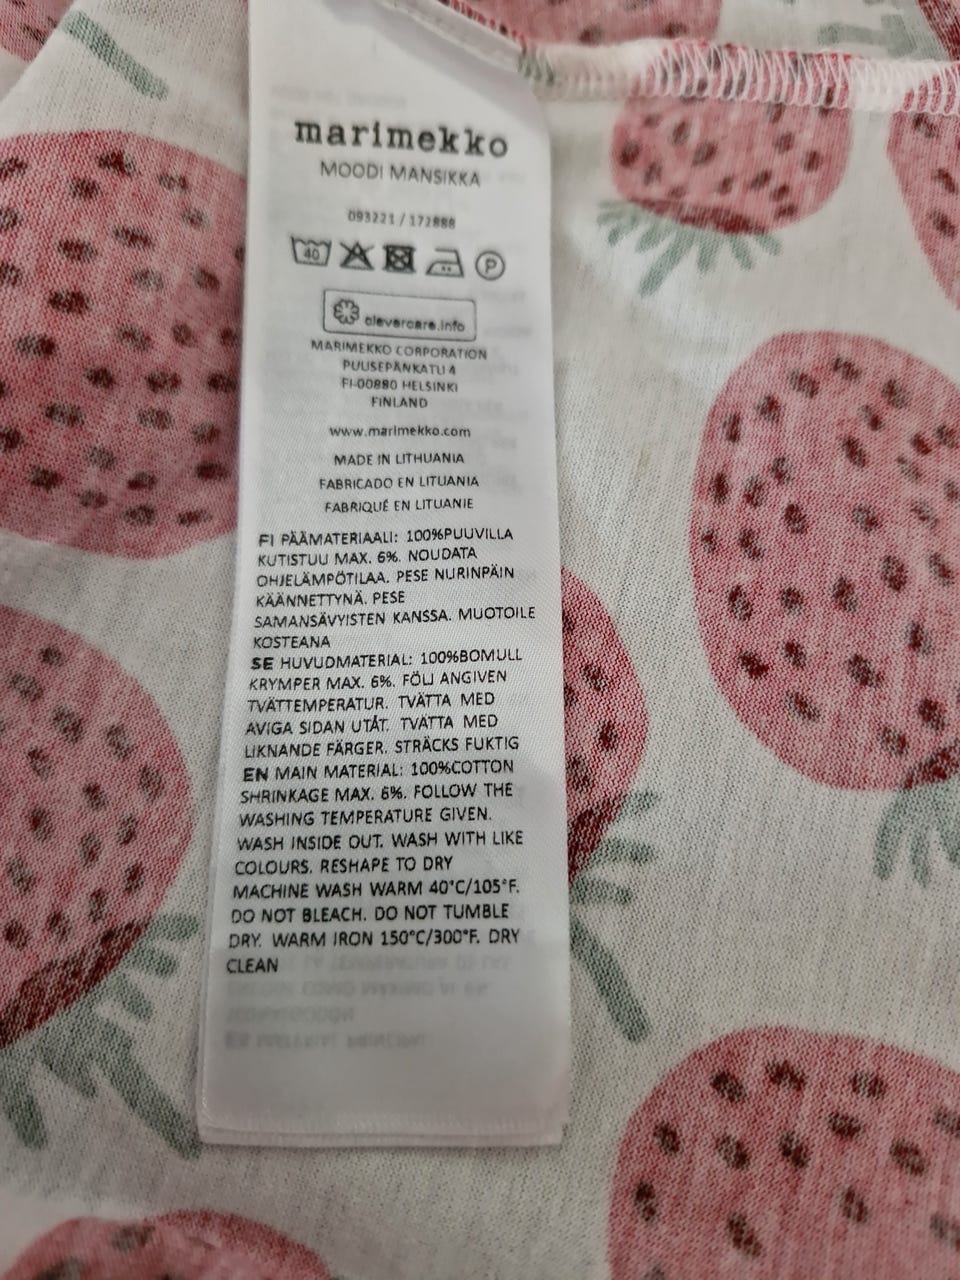 marimekko
MOODI MANSIKKA
093221 / 172888
40
P
clevercare.info
MARIMEKKO CORPORATION
PUUSEPÄNKATU 4
FI-00880 HELSINKI
FINLAND
www.marimekko.com
MADE IN LITHUANIA
FABRICADO EN LITUANIA
FABRIQUÉ EN LITUANIE
FI PÄÄMATERIAALI: 100%PUUVILLA
KUTISTUU MAX. 6%. NOUDATA
OHJELÄMPÖTILAA. PESE NURINPÄIN
KÄÄNNETTYNÄ. PESE
SAMANSÄVYISTEN KANSSA. MUOTOILE
KOSTEANA
SE HUVUDMATERIAL: 100%BOMULL
KRYMPER MAX. 6%. FÖLJ ANGIVEN
TVÄTTEMPERATUR. TVÄTTA MED
AVIGA SIDAN UTÅT. TVÄTTA MED
LIKNANDE FÄRGER. STRÄCKS FUKTIG
EN MAIN MATERIAL: 100%COTTON
SHRINKAGE MAX. 6%. FOLLOW THE
WASHING TEMPERATURE GIVEN.
WASH INSIDE OUT. WASH WITH LIKE
COLOURS. RESHAPE TO DRY
MACHINE WASH WARM 40°C/105°F.
DO NOT BLEACH. DO NOT TUMBLE
DRY. WARM IRON 150°C/300°F. DRY
CLEAN